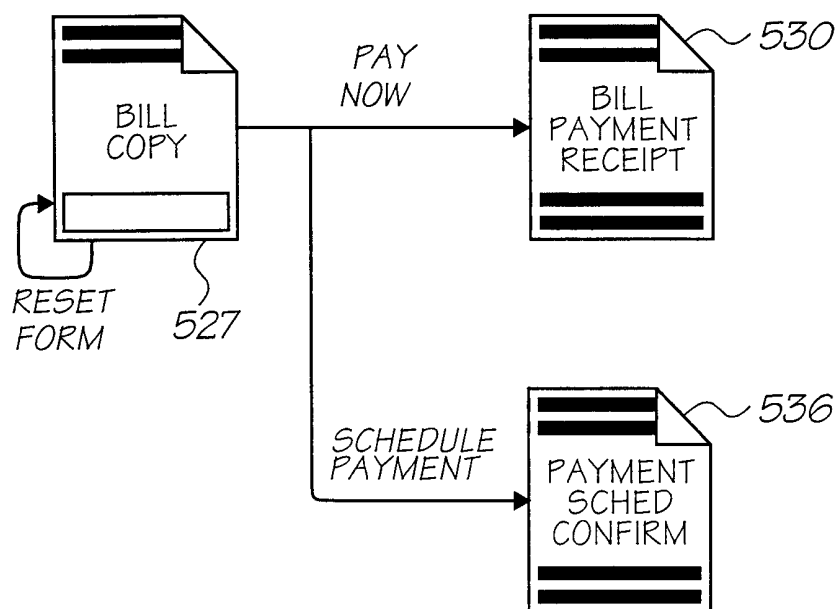 BILL
COPY
RESET
FORM
527
PAY
NOW
BILL
PAYMENT
RECEIPT
530
SCHEDULE
PAYMENT
PAYMENT
SCHED
CONFIRM
536